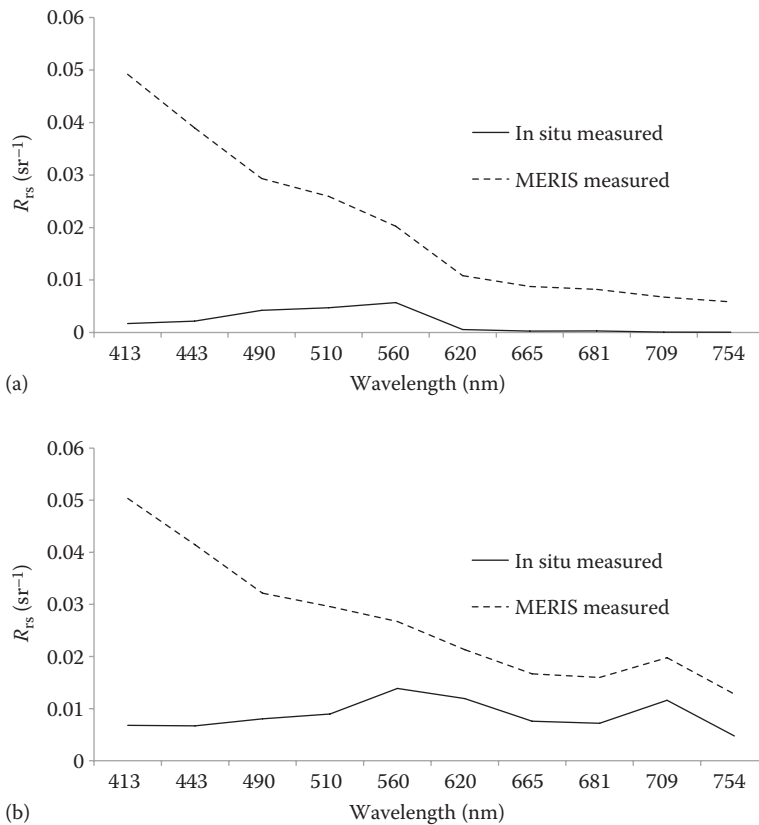 0.06
0.05
0.04
0.03
0.02
0.01
0
R_rs (sr⁻¹)
In situ measured
MERIS measured
413 443 490 510 560 620 665 681 709 754
Wavelength (nm)
(a)
0.06
0.05
0.04
0.03
0.02
0.01
0
R_rs (sr⁻¹)
In situ measured
MERIS measured
413 443 490 510 560 620 665 681 709 754
Wavelength (nm)
(b)